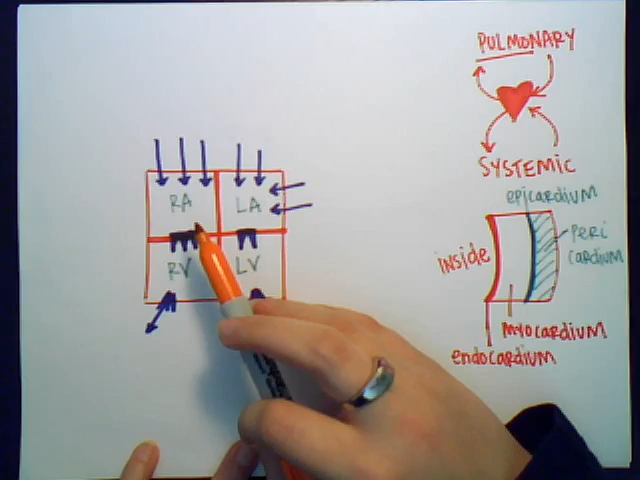 PULMONARY
SYSTEMIC
RA
LA
RV
LV
epicardium
PERI
CARDIUM
inside
myocardium
endocardium